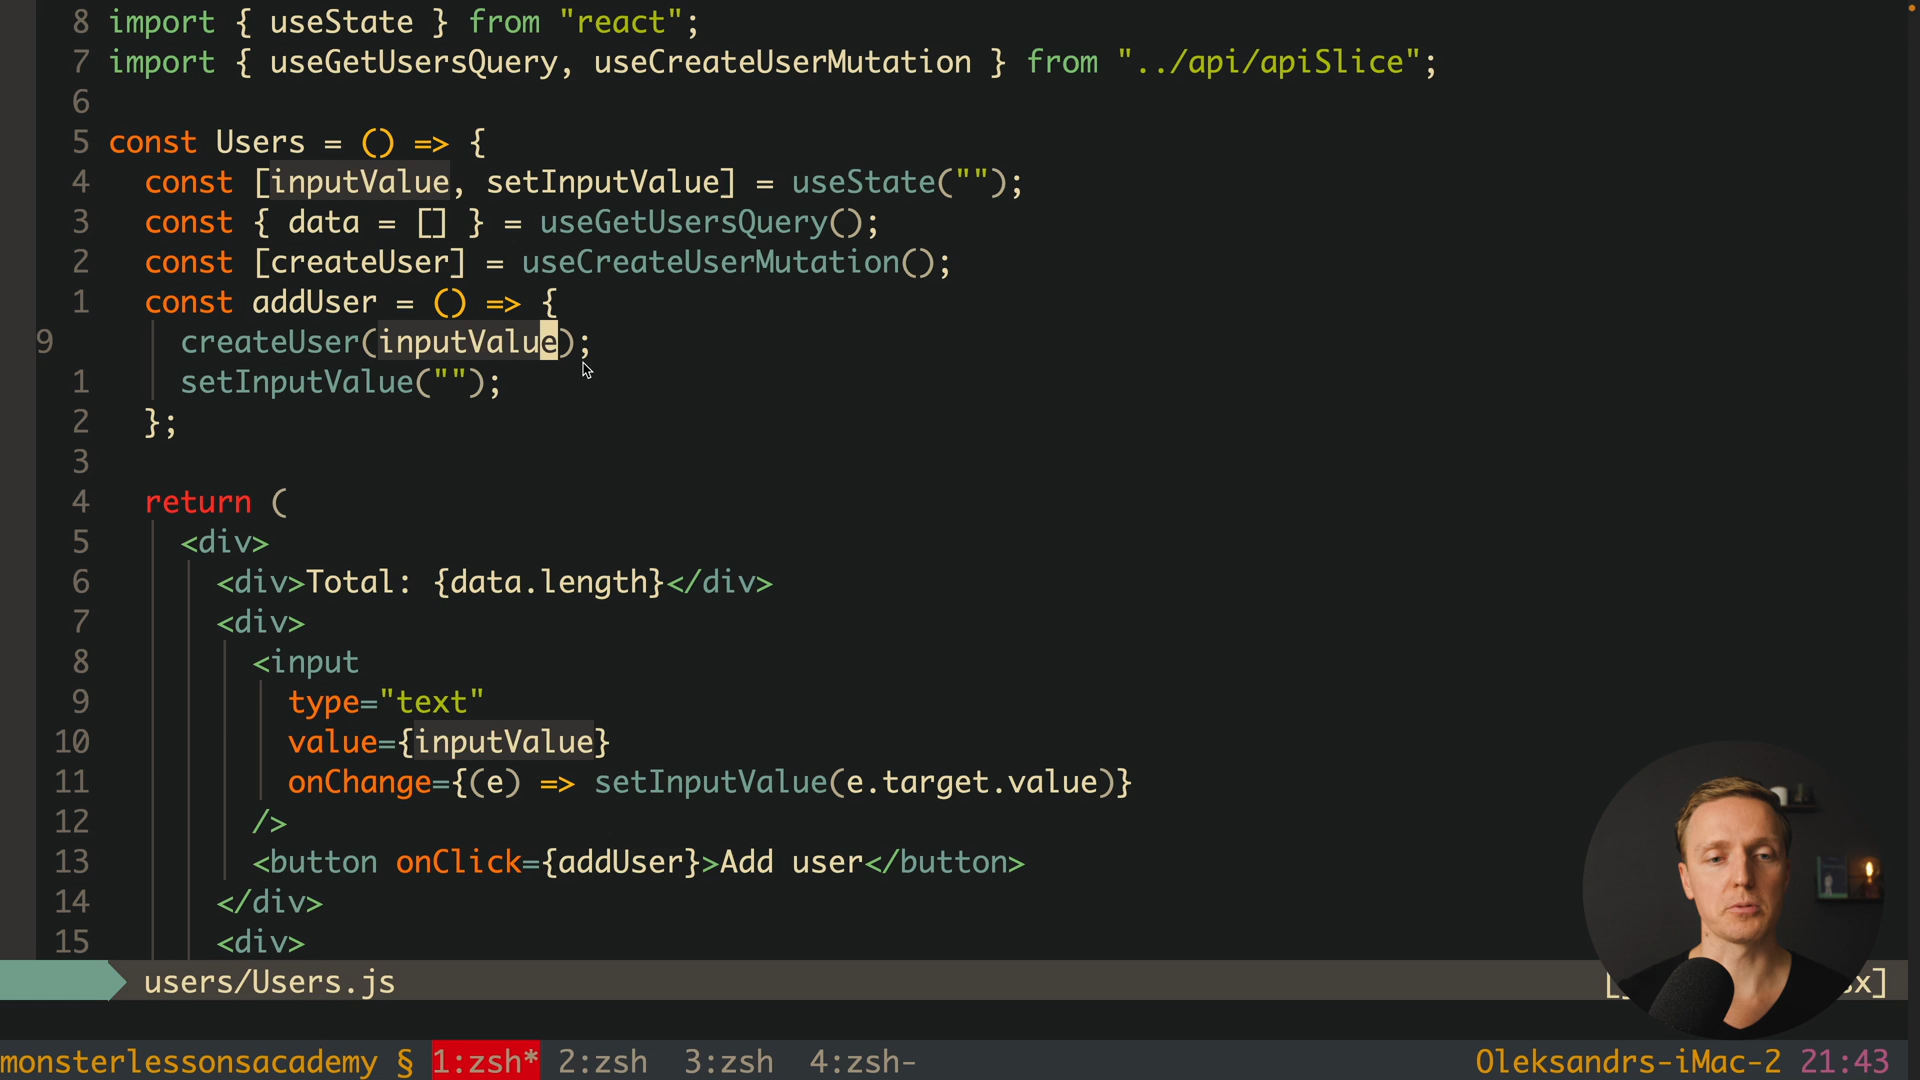 8 import { useState } from "react";
7 import { useGetUsersQuery, useCreateUserMutation } from "../api/apiSlice";
6
5 const Users = () => {
4 const [inputValue, setInputValue] = useState("");
3 const { data = [] } = useGetUsersQuery();
2 const [createUser] = useCreateUserMutation();
1 const addUser = () => {
9 createUser(inputValue);
1 setInputValue("");
2 };
3
4 return (
5 <div>
6 <div>Total: {data.length}</div>
7 <div>
8 <input
9 type="text"
10 value={inputValue}
11 onChange={(e) => setInputValue(e.target.value)}
12 />
13 <button onClick={addUser}>Add user</button>
14 </div>
15 <div>
users/Users.js
monsterlessonsacademy § 1:zsh* 2:zsh 3:zsh 4:zsh- Oleksandrs-iMac-2 21:43